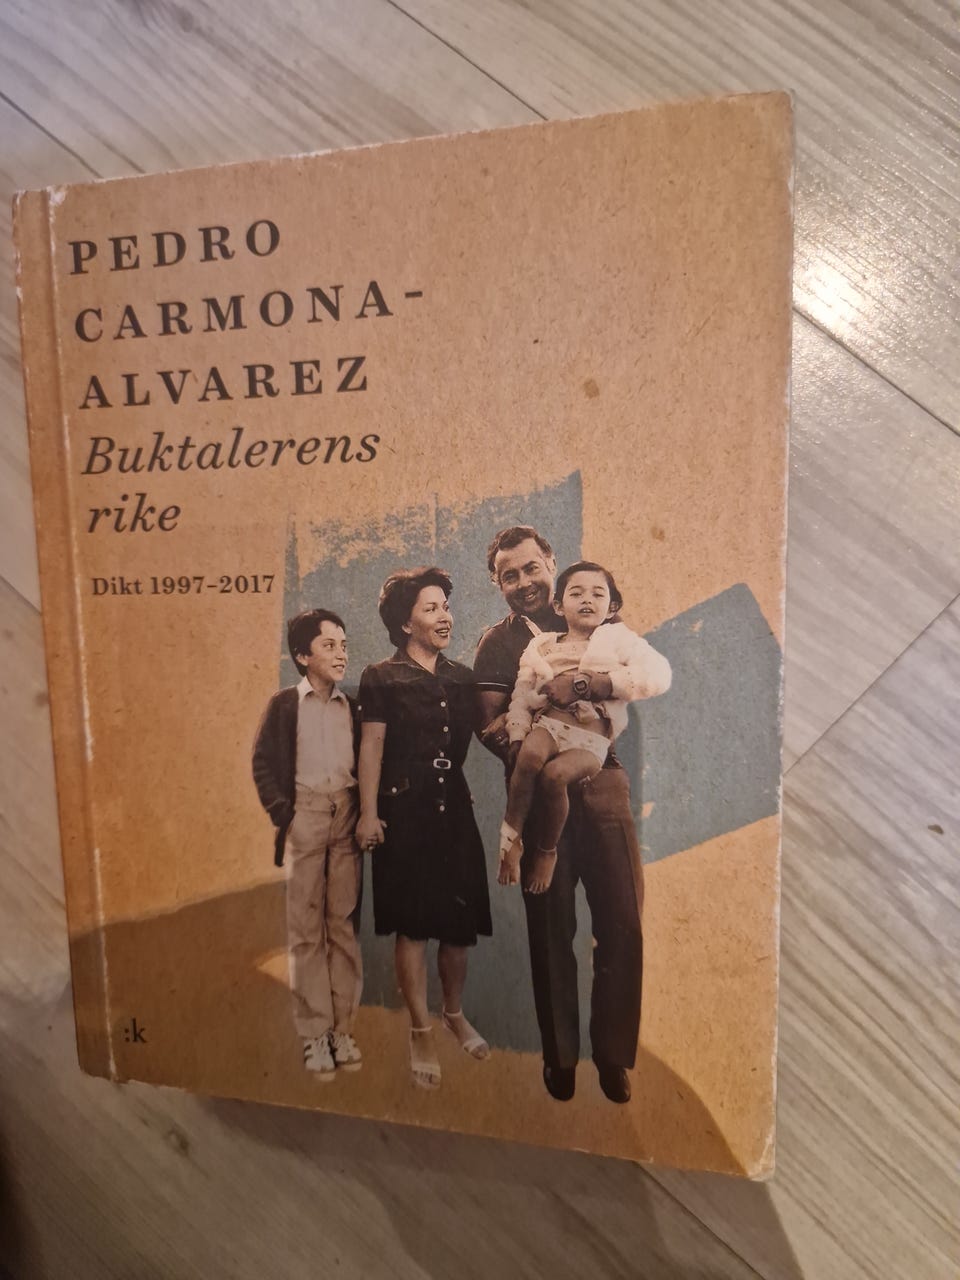 PEDRO
CARMONA-
ALVAREZ
Buktalerens
rike
Dikt 1997–2017
:k